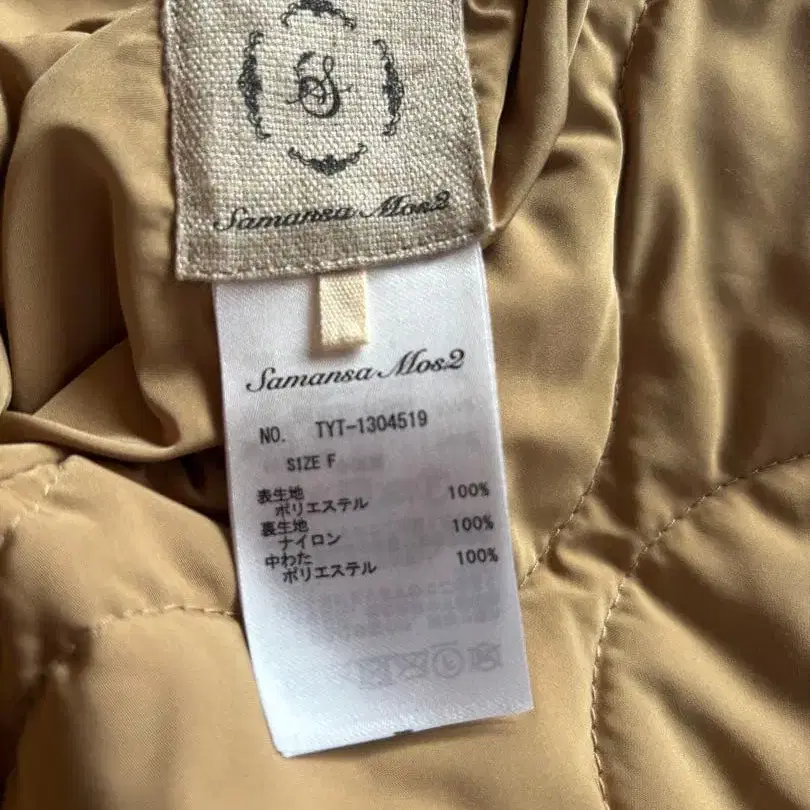 S
Samansa Mos2
Samansa Mos2
NO. TYT-1304519
SIZE F
表生地
ポリエステル 100%
裏生地
ナイロン 100%
中わた
ポリエステル 100%